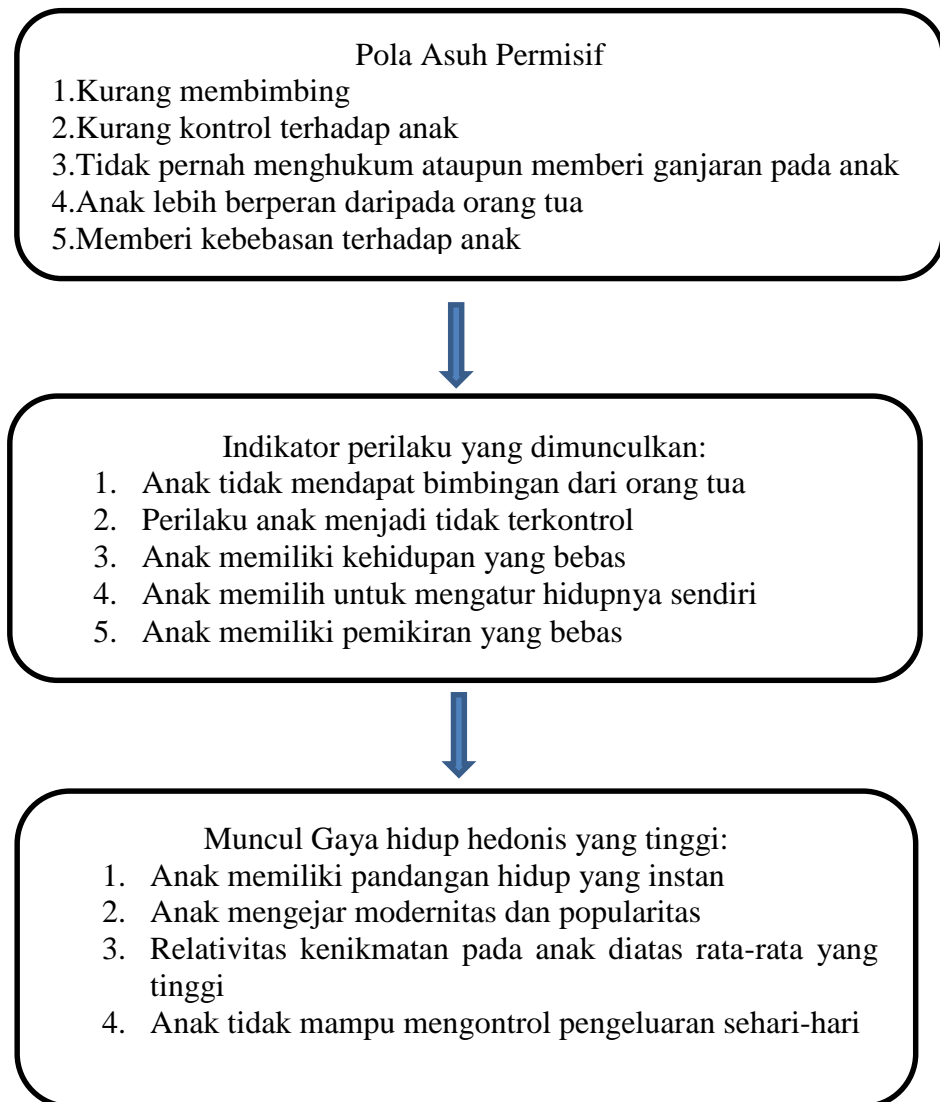 Pola Asuh Permisif
1.Kurang membimbing
2.Kurang kontrol terhadap anak
3.Tidak pernah menghukum ataupun memberi ganjaran pada anak
4.Anak lebih berperan daripada orang tua
5.Memberi kebebasan terhadap anak
Indikator perilaku yang dimunculkan:
1. Anak tidak mendapat bimbingan dari orang tua
2. Perilaku anak menjadi tidak terkontrol
3. Anak memiliki kehidupan yang bebas
4. Anak memilih untuk mengatur hidupnya sendiri
5. Anak memiliki pemikiran yang bebas
Muncul Gaya hidup hedonis yang tinggi:
1. Anak memiliki pandangan hidup yang instan
2. Anak mengejar modernitas dan popularitas
3. Relativitas kenikmatan pada anak diatas rata-rata yang
tinggi
4. Anak tidak mampu mengontrol pengeluaran sehari-hari